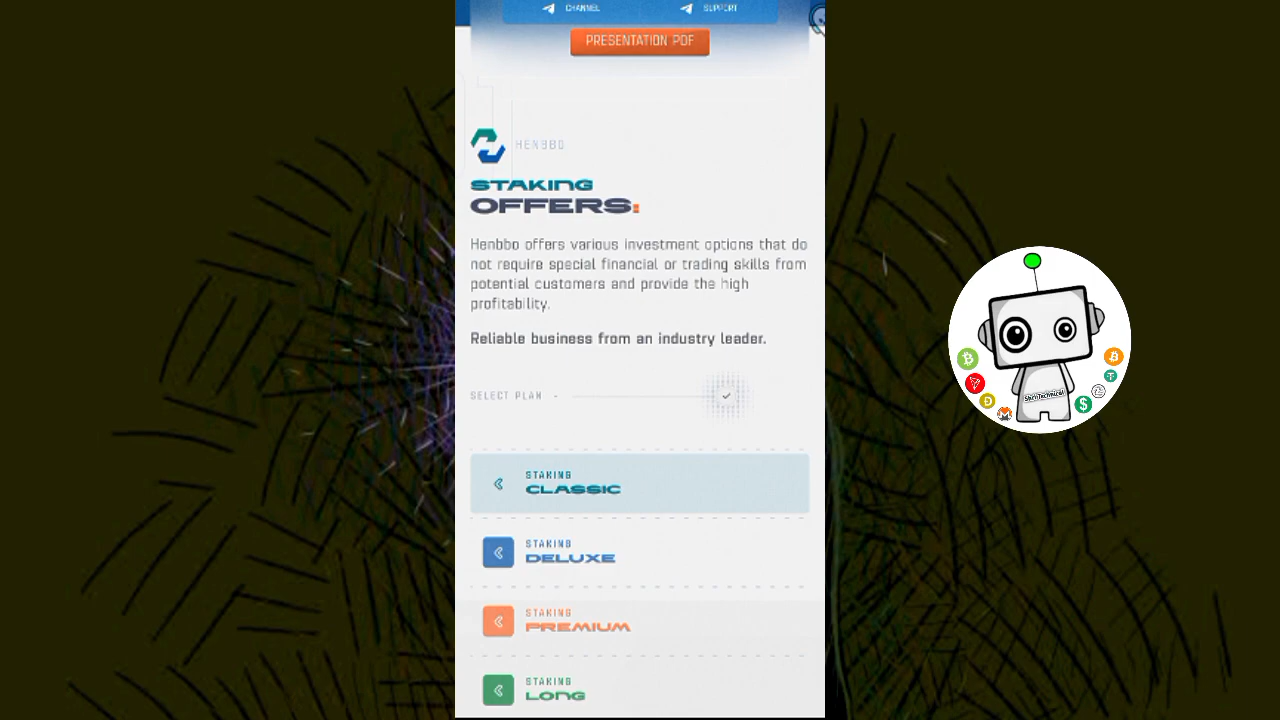 CHANNEL
SUPPORT
PRESENTATION PDF
HENBBO
STAKING
OFFERS:
Henbbo offers various investment options that do
not require special financial or trading skills from
potential customers and provide the high
profitability.
Reliable business from an industry leader.
SELECT PLAN -
STAKING
CLASSIC
STAKING
DELUXE
STAKING
PREMIUM
STAKING
LONG